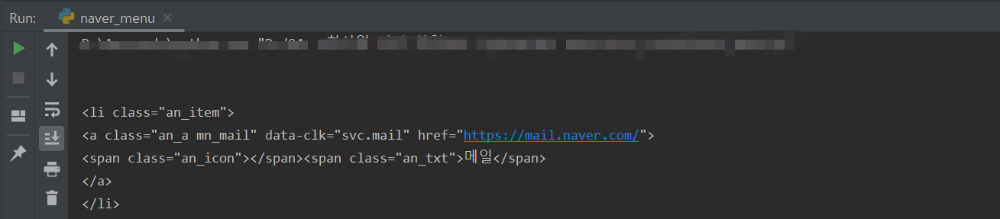 Run: naver_menu
<li class="an_item">
<a class="an_a mn_mail" data-clk="svc.mail" href="https://mail.naver.com/">
<span class="an_icon"></span><span class="an_txt">메일</span>
</a>
</li>